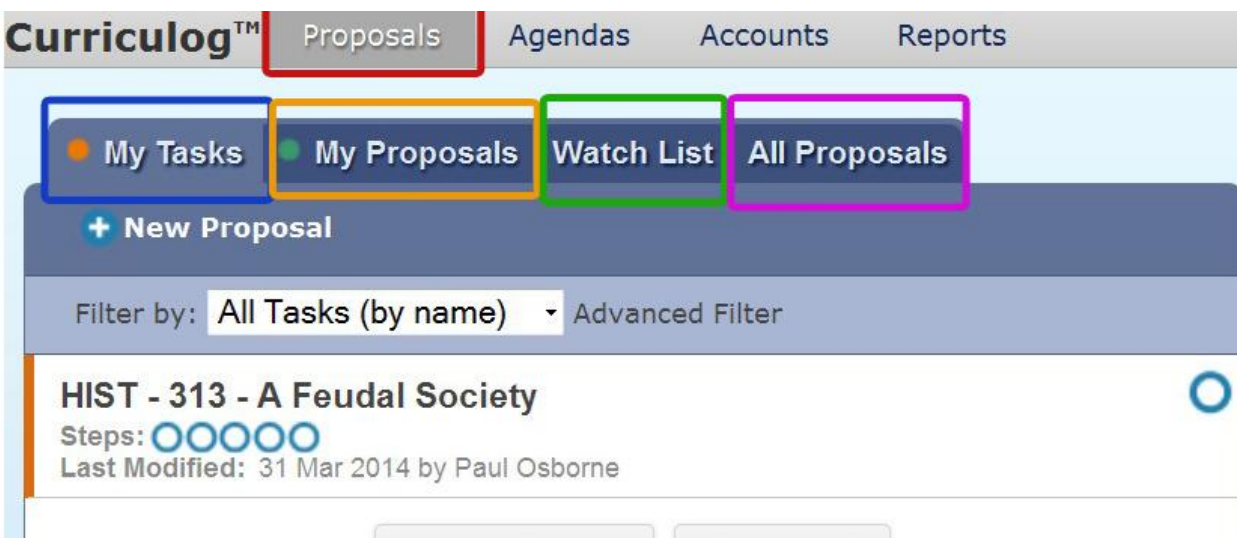 Curriculog™ Proposals Agendas Accounts Reports
My Tasks My Proposals Watch List All Proposals
New Proposal
Filter by: All Tasks (by name) Advanced Filter
HIST - 313 - A Feudal Society
Steps:
Last Modified: 31 Mar 2014 by Paul Osborne